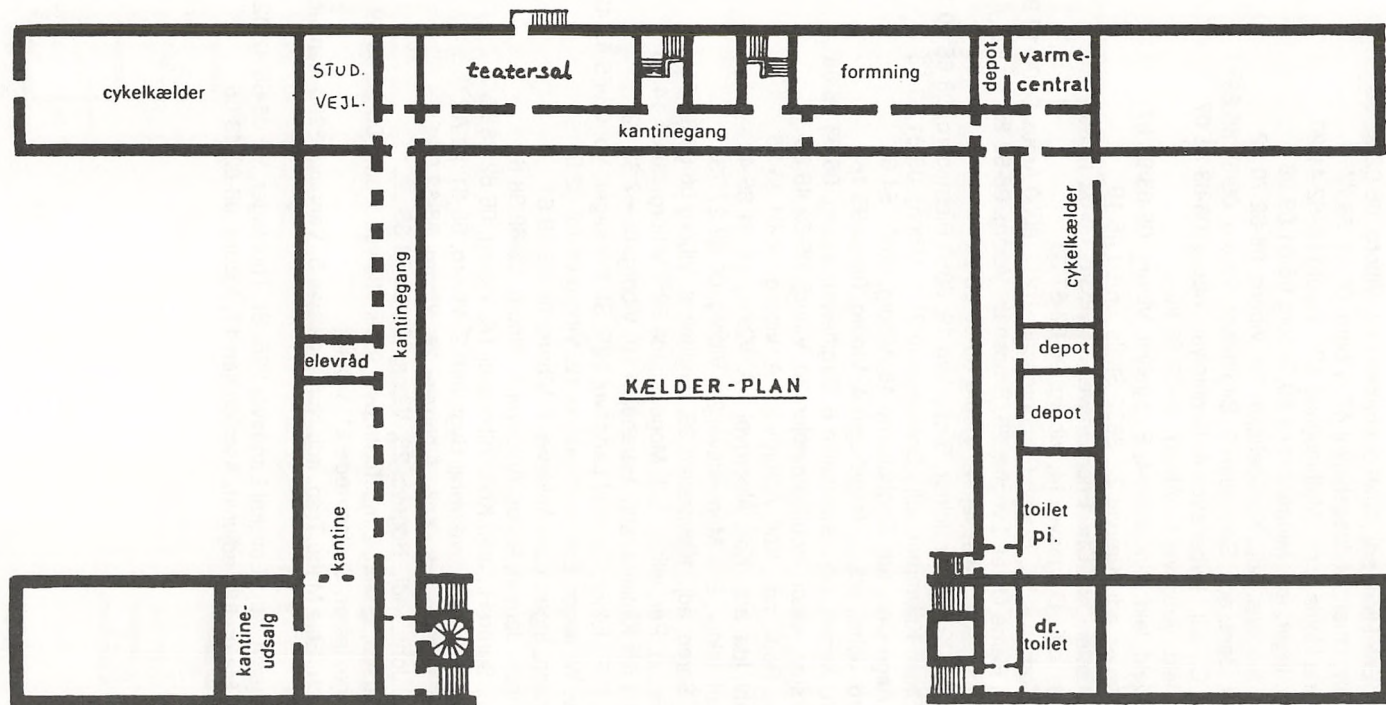 cykelkælder
STUD.
VEJL.
teatersal
formning
depot
varme-
central
kantinegang
kantinegang
cykelkælder
elevråd
KÆLDER-PLAN
depot
depot
kantine
toilet
pi.
kantine-
udsalg
dr.
toilet